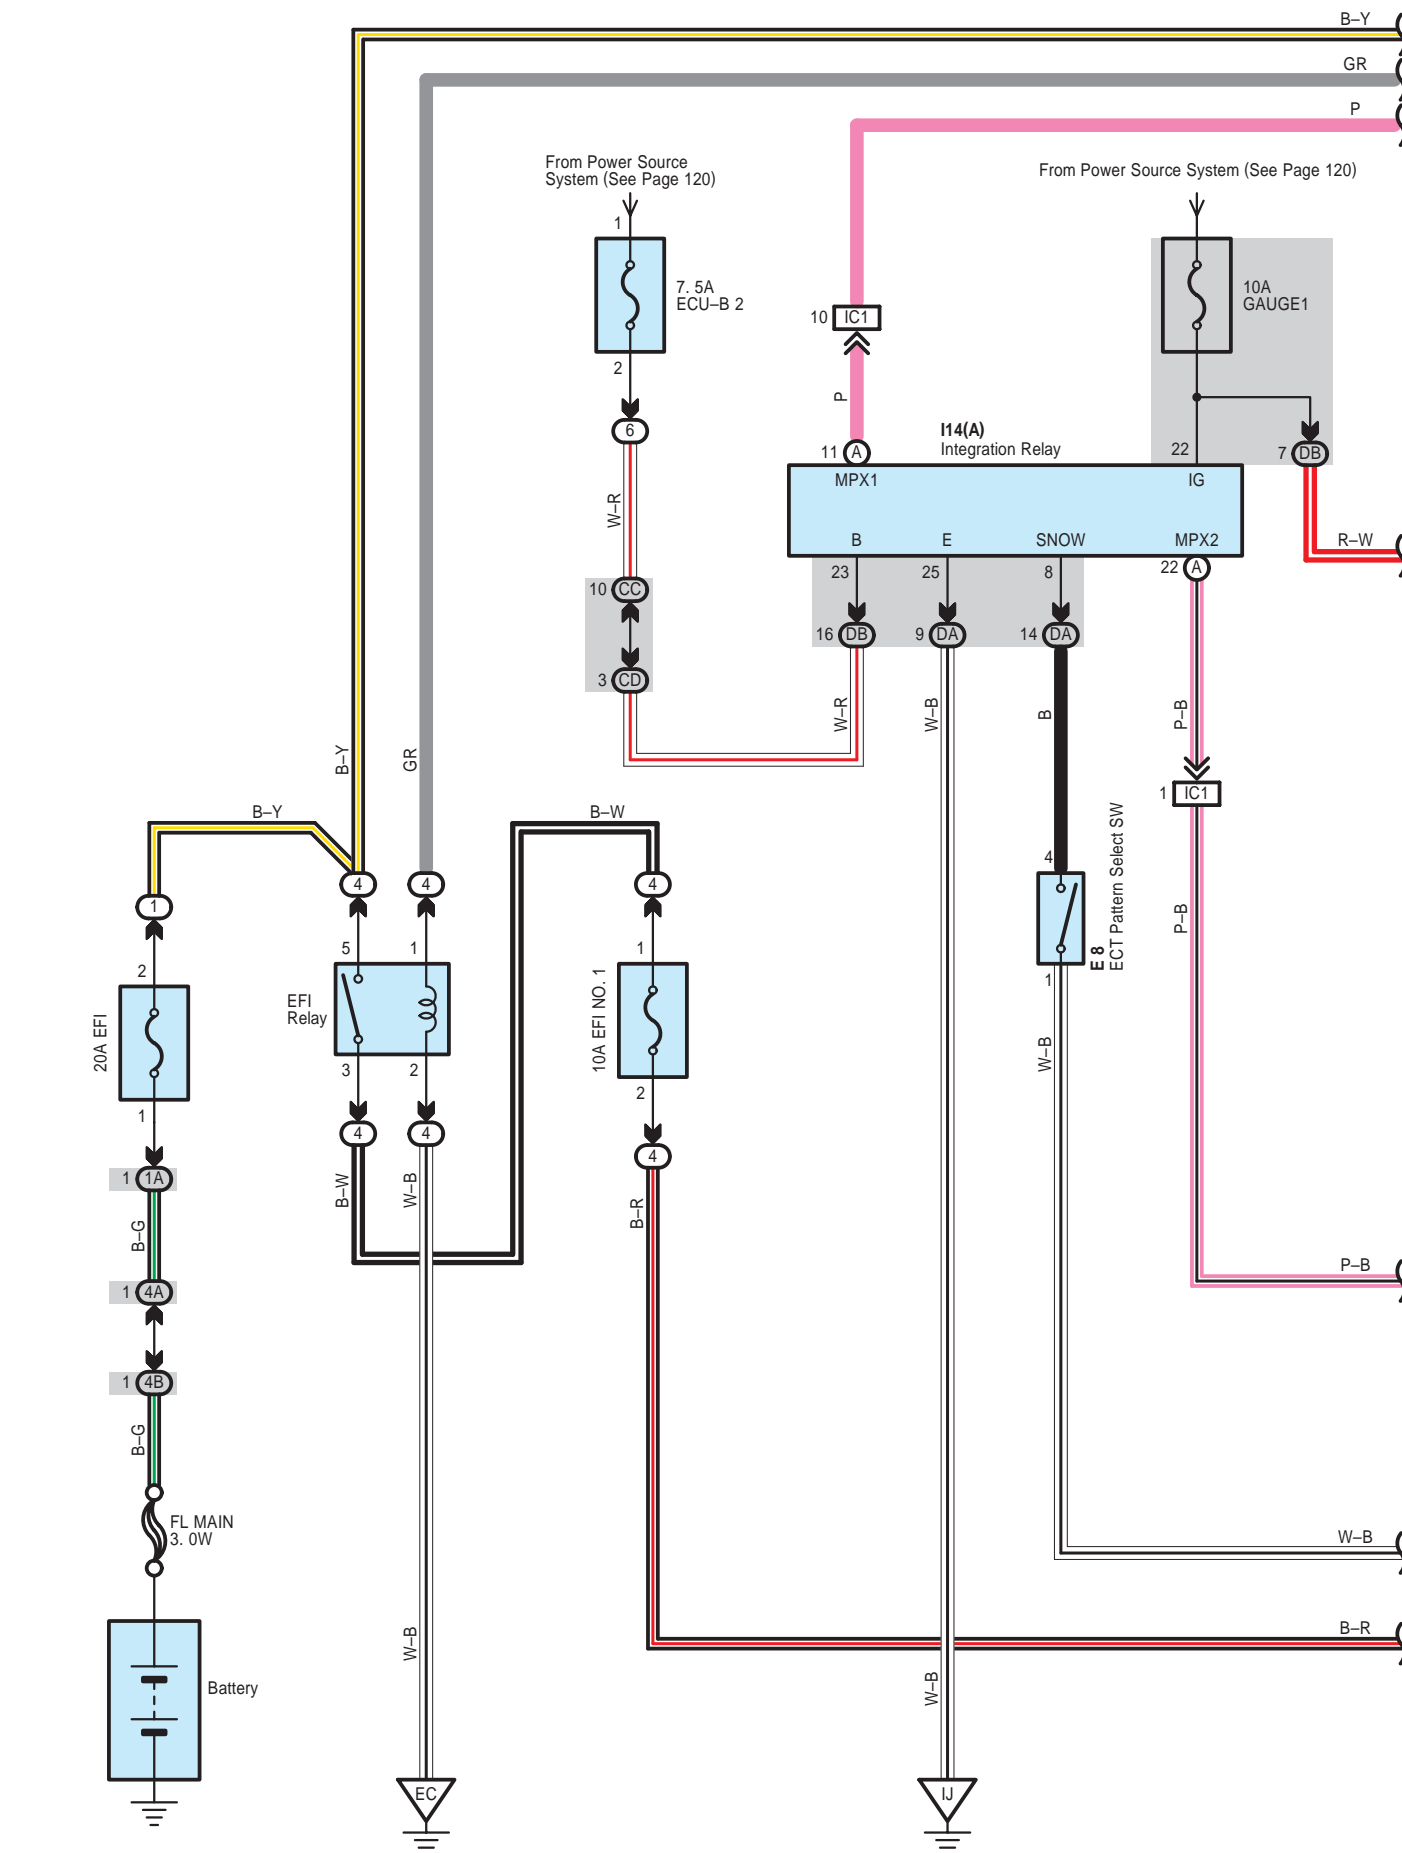 B–Y
GR
P
From Power Source
System (See Page 120)
From Power Source System (See Page 120)
1
7. 5A
ECU–B 2
2
6
W–R
10 CC
3 CD
10 IC1
P
10A
GAUGE1
I14(A)
Integration Relay
11 A
22
7 DB
MPX1
IG
B
E
SNOW
MPX2
R–W
23
25
8
22 A
16 DB
9 DA
14 DA
W–R
W–B
B
P–B
1 IC1
B–Y
GR
B–Y
B–W
4
4
4
4
ECT Pattern Select SW
E 8
P–B
1
2
5
1
1
1
20A EFI
EFI
Relay
10A EFI NO. 1
W–B
1
3
2
2
4
4
4
1 1A
B–W
W–B
B–R
B–G
1 4A
P–B
1 4B
B–G
FL MAIN
3. 0W
W–B
B–R
W–B
W–B
Battery
EC
IJ